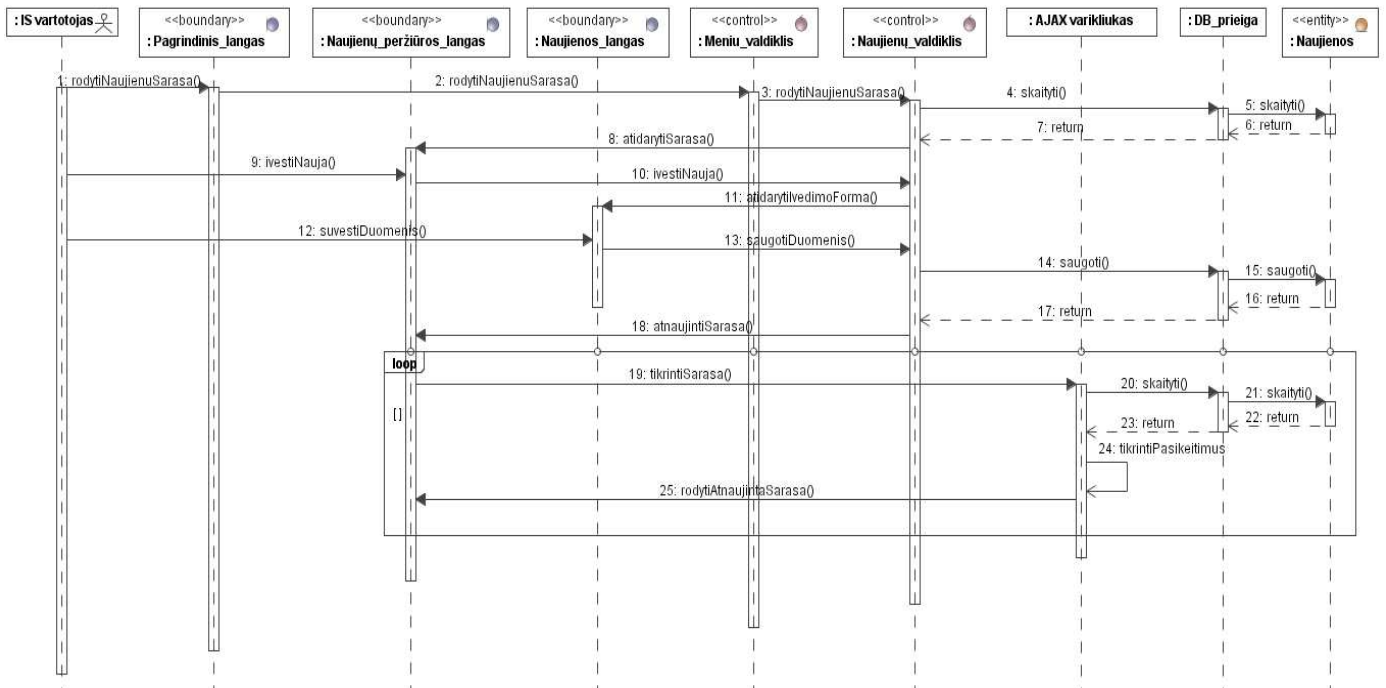 : IS vartotojas
<<boundary>>
: Pagrindinis_langas
<<boundary>>
: Naujienų_peržiūros_langas
<<boundary>>
: Naujienos_langas
<<control>>
: Meniu_valdiklis
<<control>>
: Naujienų_valdiklis
: AJAX varikliukas
: DB_prieiga
<<entity>>
: Naujienos
1: rodytiNaujienuSarasa()
2: rodytiNaujienuSarasa()
3: rodytiNaujienuSarasa()
4: skaityti()
5: skaityti()
6: return
7: return
8: atidarytiSarasa()
9: ivestiNauja()
10: ivestiNauja()
11: atidarytiIvedimoForma()
12: suvestiDuomenis()
13: saugotiDuomenis()
14: saugoti()
15: saugoti()
16: return
17: return
18: atnaujintiSarasa()
loop
19: tikrintiSarasa()
20: skaityti()
21: skaityti()
[]
22: return
23: return
24: tikrintiPasikeitimus
25: rodytiAtnaujintaSarasa()